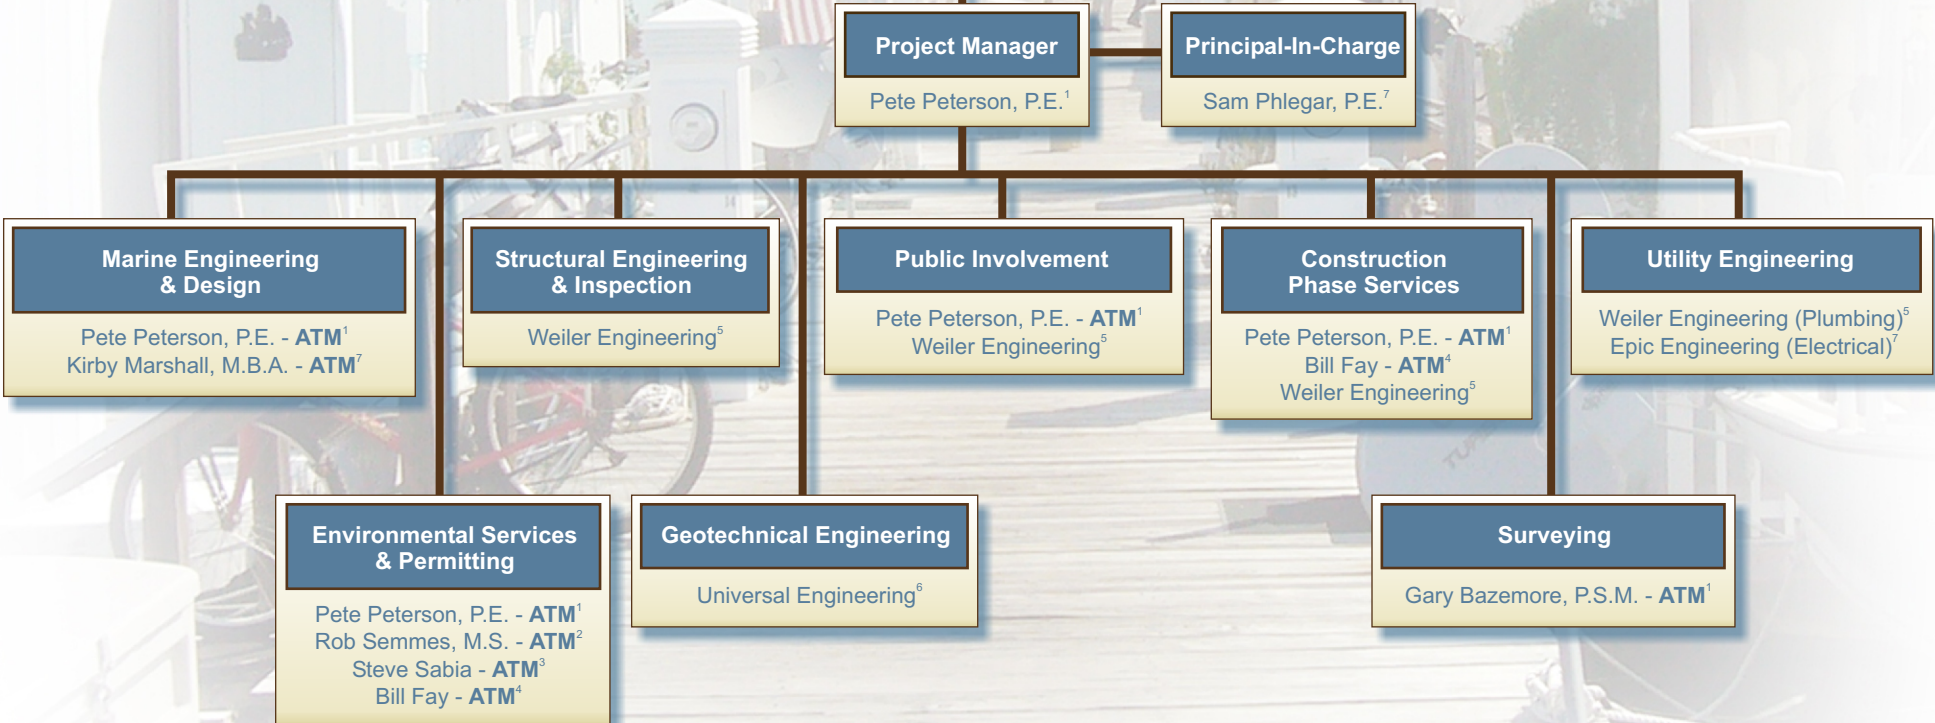 Project Manager
Pete Peterson, P.E.¹
Principal-In-Charge
Sam Phlegar, P.E.⁷
Marine Engineering
& Design
Pete Peterson, P.E. - ATM¹
Kirby Marshall, M.B.A. - ATM⁷
Structural Engineering
& Inspection
Weiler Engineering⁵
Public Involvement
Pete Peterson, P.E. - ATM¹
Weiler Engineering⁵
Construction
Phase Services
Pete Peterson, P.E. - ATM¹
Bill Fay - ATM⁴
Weiler Engineering⁵
Utility Engineering
Weiler Engineering (Plumbing)⁵
Epic Engineering (Electrical)⁷
Environmental Services
& Permitting
Pete Peterson, P.E. - ATM¹
Rob Semmes, M.S. - ATM²
Steve Sabia - ATM³
Bill Fay - ATM⁴
Geotechnical Engineering
Universal Engineering⁶
Surveying
Gary Bazemore, P.S.M. - ATM¹